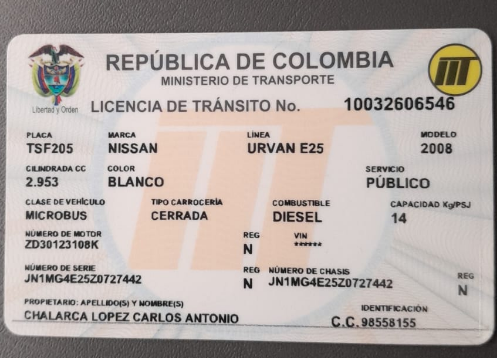 REPÚBLICA DE COLOMBIA
MINISTERIO DE TRANSPORTE
Libertad y Orden
LICENCIA DE TRÁNSITO No. 10032606546
PLACA MARCA LÍNEA MODELO
TSF205 NISSAN URVAN E25 2008
CILINDRADA CC COLOR SERVICIO
2.953 BLANCO PÚBLICO
CLASE DE VEHÍCULO TIPO CARROCERÍA COMBUSTIBLE CAPACIDAD Kg/PSJ
MICROBUS CERRADA DIESEL 14
NÚMERO DE MOTOR REG VIN
ZD30123108K N ******
NÚMERO DE SERIE REG NÚMERO DE CHASIS REG
JN1MG4E25Z0727442 N JN1MG4E25Z0727442 N
PROPIETARIO: APELLIDO(S) Y NOMBRE(S) IDENTIFICACIÓN
CHALARCA LOPEZ CARLOS ANTONIO C.C. 98558155